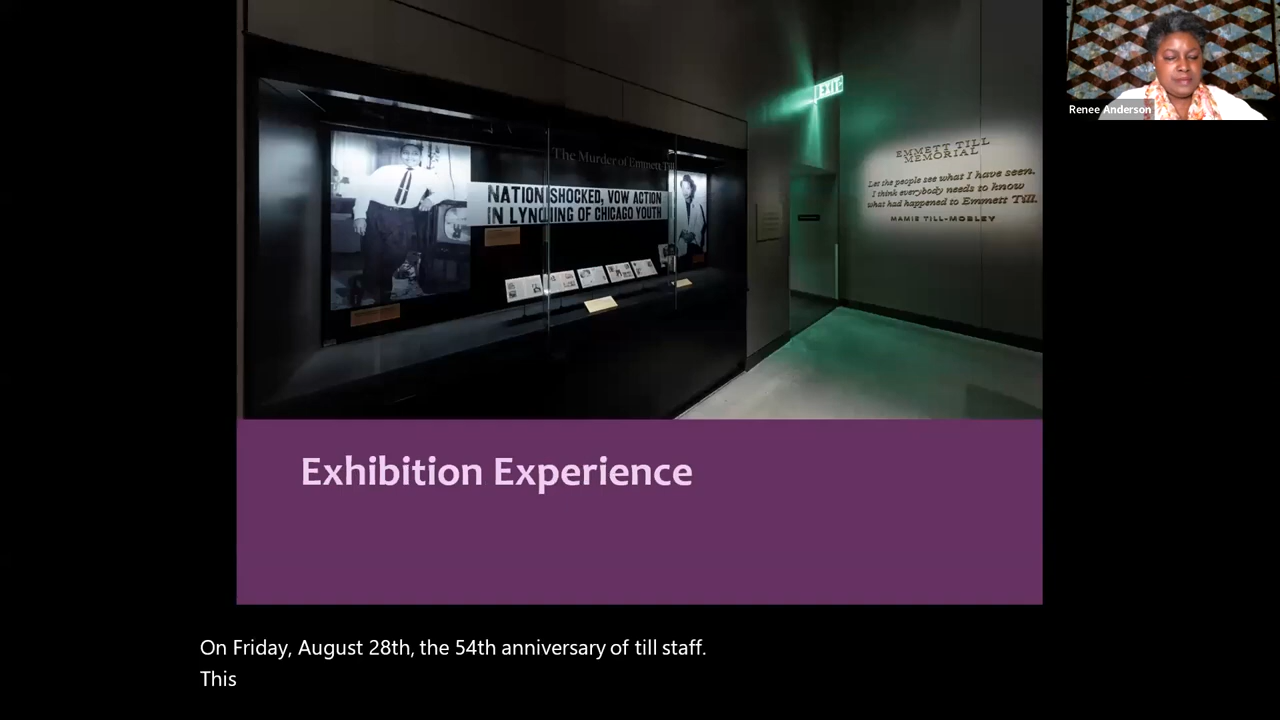 The Murder of Emmett Till
NATION SHOCKED, VOW ACTION
IN LYNCHING OF CHICAGO YOUTH
EXIT
EMMETT TILL
MEMORIAL
Let the people see what I have seen.
I think everybody needs to know
what had happened to Emmett Till.
MAMIE TILL-MOBLEY
Renee Anderson
Exhibition Experience
On Friday, August 28th, the 54th anniversary of till staff.
This